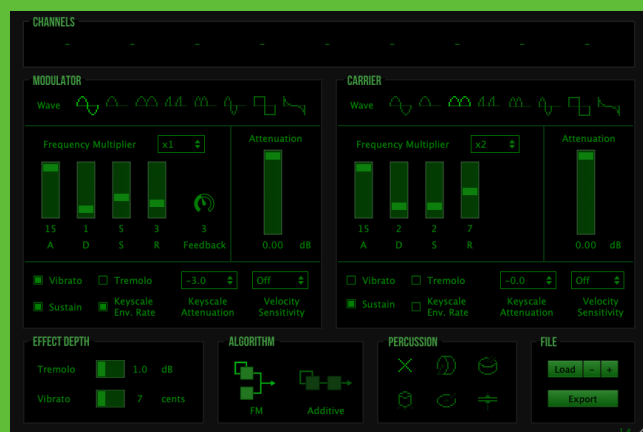 CHANNELS
– – – – – – – – –
MODULATOR
Wave
Frequency Multiplier x1
Attenuation
15 1 5 3 3
A D S R Feedback
0.00 dB
Vibrato Tremolo -3.0 Off
Sustain Keyscale Env. Rate Keyscale Attenuation Velocity Sensitivity
CARRIER
Wave
Frequency Multiplier x2
Attenuation
15 2 2 7
A D S R
0.00 dB
Vibrato Tremolo -0.0 Off
Sustain Keyscale Env. Rate Keyscale Attenuation Velocity Sensitivity
EFFECT DEPTH
Tremolo 1.0 dB
Vibrato 7 cents
ALGORITHM
FM Additive
PERCUSSION
FILE
Load - +
Export